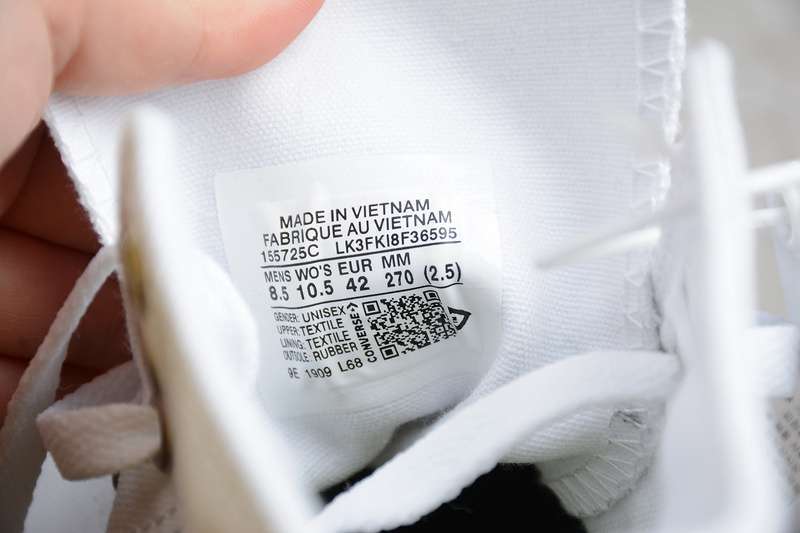 MADE IN VIETNAM
FABRIQUE AU VIETNAM
155725C LK3FKI8F36595
MENS WO'S EUR MM
8.5 10.5 42 270 (2.5)
GENDER: UNISEX
UPPER: TEXTILE
LINING: TEXTILE
OUTSOLE: RUBBER
CONVERSE
9E 1909 L68